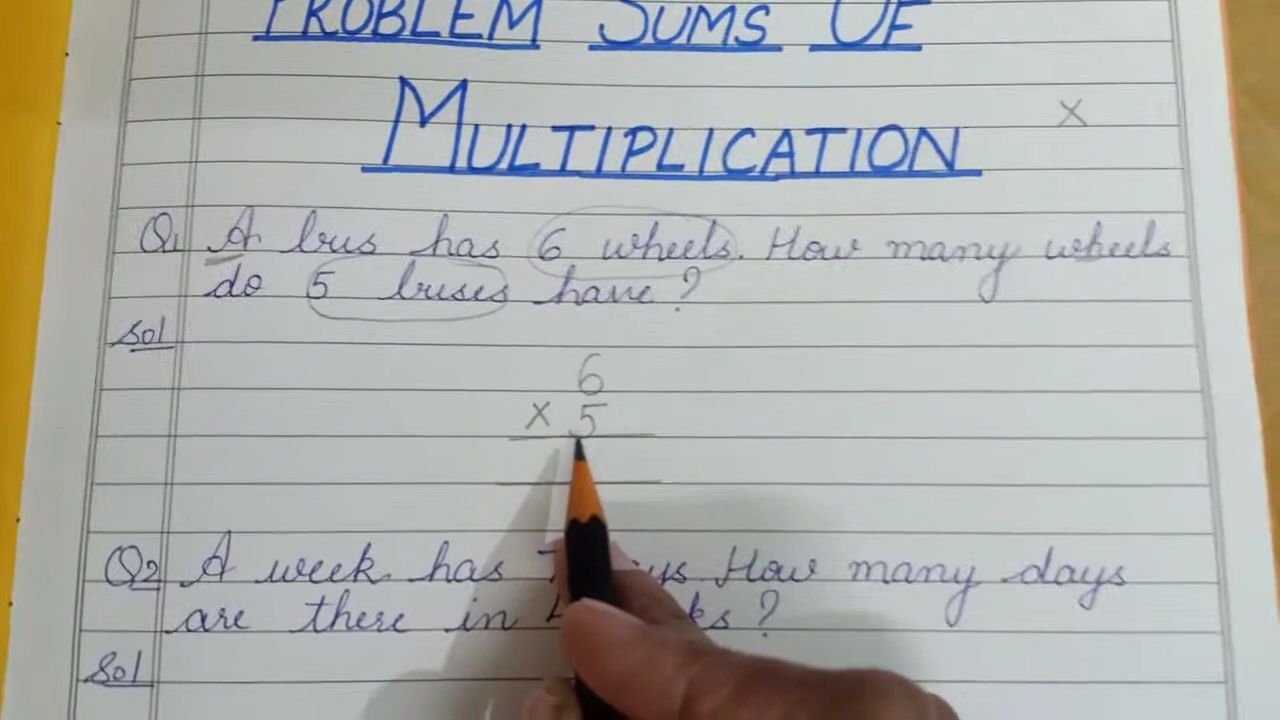 PROBLEM SUMS OF
MULTIPLICATION
×
Q1 A bus has 6 wheels. How many wheels
do 5 buses have?
Sol
6
× 5
Q2 A week has How many days
are there in ?
Sol